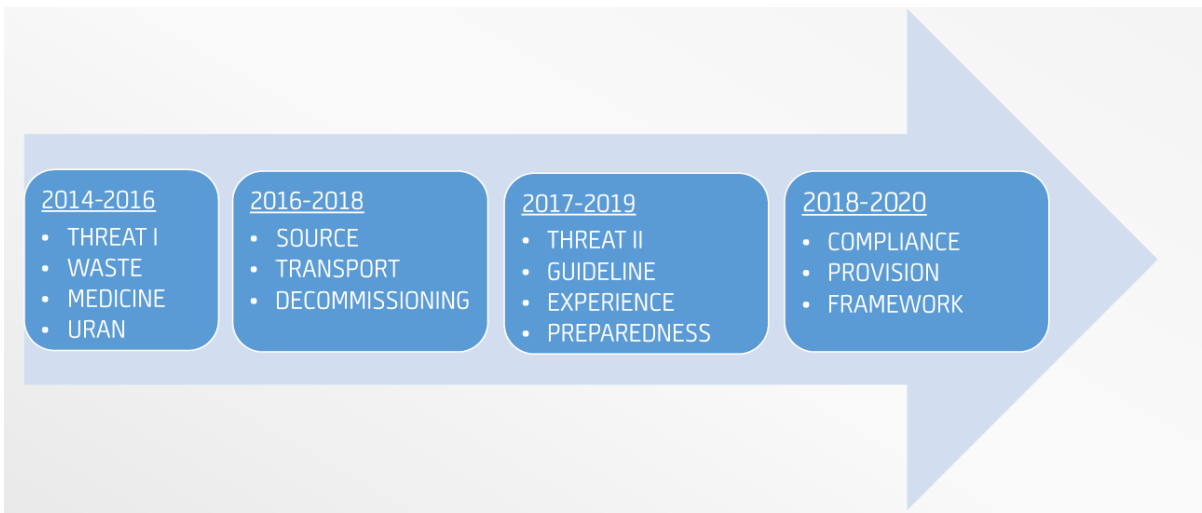 2014-2016
• THREAT I
• WASTE
• MEDICINE
• URAN
2016-2018
• SOURCE
• TRANSPORT
• DECOMMISSIONING
2017-2019
• THREAT II
• GUIDELINE
• EXPERIENCE
• PREPAREDNESS
2018-2020
• COMPLIANCE
• PROVISION
• FRAMEWORK